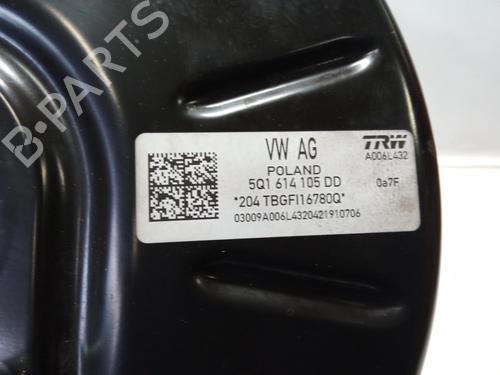 B-PARTS
VW AG
TRW
POLAND
A006L432
5Q1 614 105 DD
0a7F
*204 TBGFI16780Q*
03009A006L4320421910706